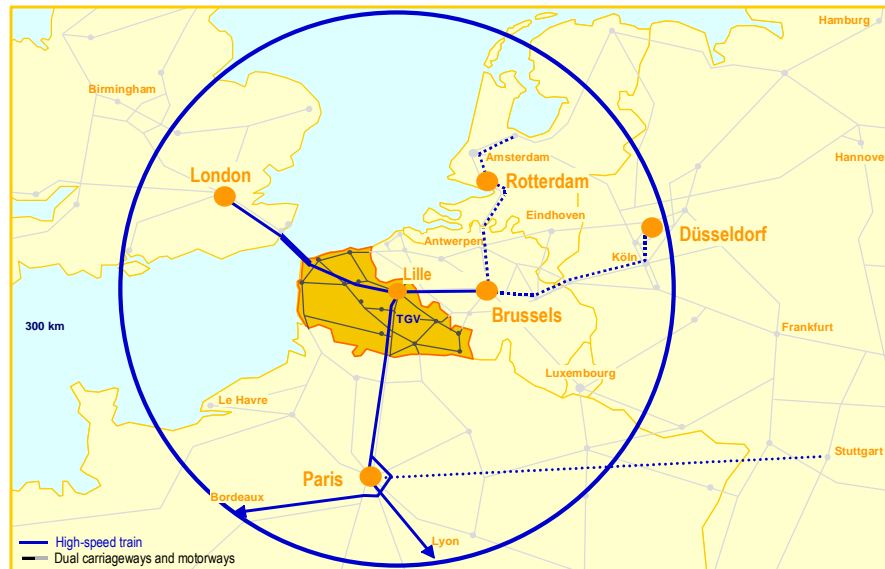 Hamburg
Birmingham
Amsterdam
Hannover
London
Rotterdam
Eindhoven
Antwerpen
Düsseldorf
Köln
Lille
TGV
Brussels
300 km
Frankfurt
Luxembourg
Le Havre
Stuttgart
Paris
Bordeaux
Lyon
High-speed train
Dual carriageways and motorways